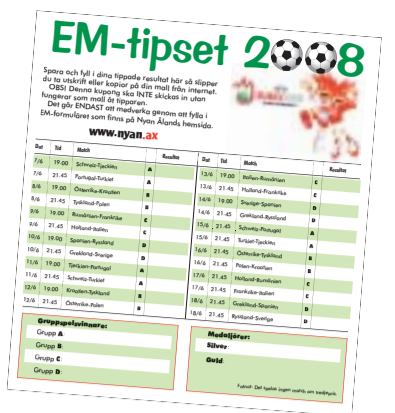 EM-tipset 2008
Spara och fyll i dina tippade resultat här så slipper
du ta utskrift eller kopior på din mall från internet.
OBS! Denna kupong ska INTE skickas in utan
fungerar som mall åt tipparen.
Det går ENDAST att medverka genom att fylla i
EM-formuläret som finns på Nyan Ålands hemsida.
www.nyan.ax
Dat Tid Match Resultat
7/6 19.00 Schweiz-Tjeckien A
7/6 21.45 Portugal-Turkiet A
8/6 19.00 Österrike-Kroatien B
8/6 21.45 Tyskland-Polen B
9/6 19.00 Rumänien-Frankrike C
9/6 21.45 Holland-Italien C
10/6 19.00 Spanien-Ryssland D
10/6 21.45 Grekland-Sverige D
11/6 19.00 Tjeckien-Portugal A
11/6 21.45 Schweiz-Turkiet A
12/6 19.00 Kroatien-Tyskland B
12/6 21.45 Österrike-Polen B
Dat Tid Match Resultat
13/6 19.00 Italien-Rumänien C
13/6 21.45 Holland-Frankrike C
14/6 19.00 Sverige-Spanien D
14/6 21.45 Grekland-Ryssland D
15/6 21.45 Schweiz-Portugal A
15/6 21.45 Turkiet-Tjeckien A
16/6 21.45 Österrike-Tyskland B
16/6 21.45 Polen-Kroatien B
17/6 21.45 Holland-Rumänien C
17/6 21.45 Frankrike-Italien C
18/6 21.45 Grekland-Spanien D
18/6 21.45 Ryssland-Sverige D
Gruppspelsvinnare:
Grupp A:
Grupp B:
Grupp C:
Grupp D:
Medaljörer:
Silver:
Guld:
Fotnot: Det spelas ingen match om tredjepris.